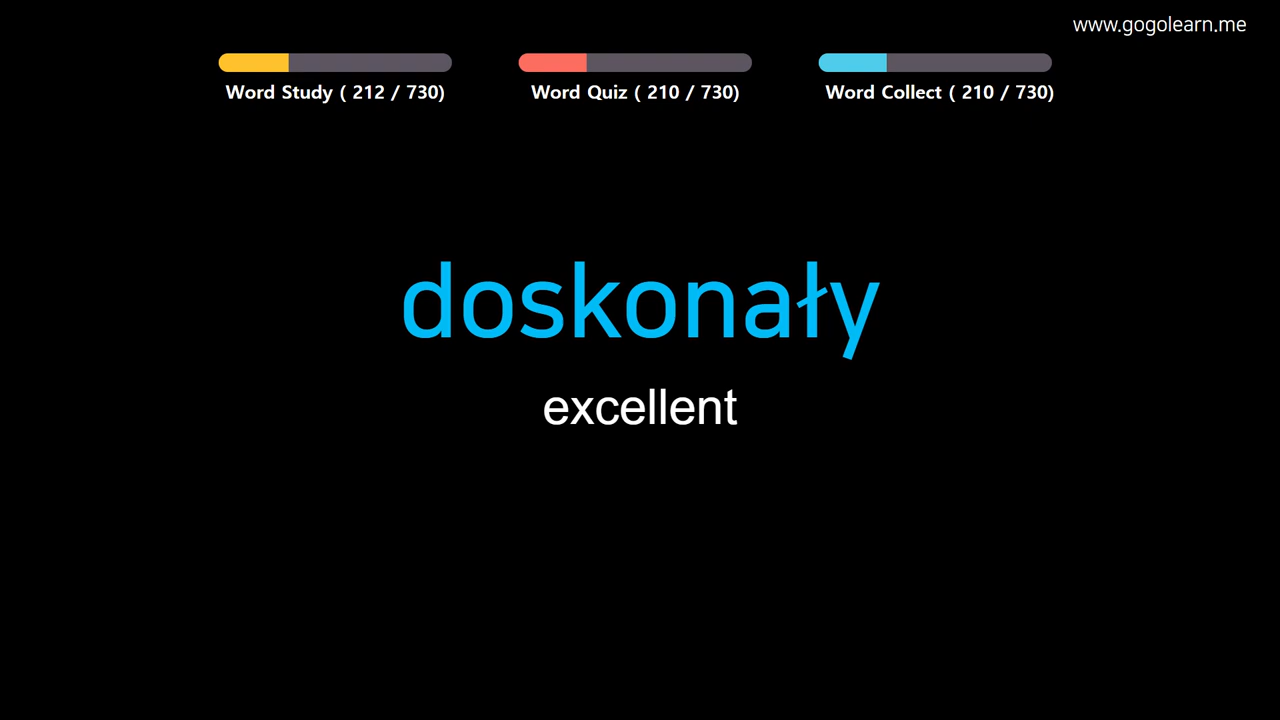 www.gogolearn.me
Word Study ( 212 / 730)
Word Quiz ( 210 / 730)
Word Collect ( 210 / 730)
doskonały
excellent